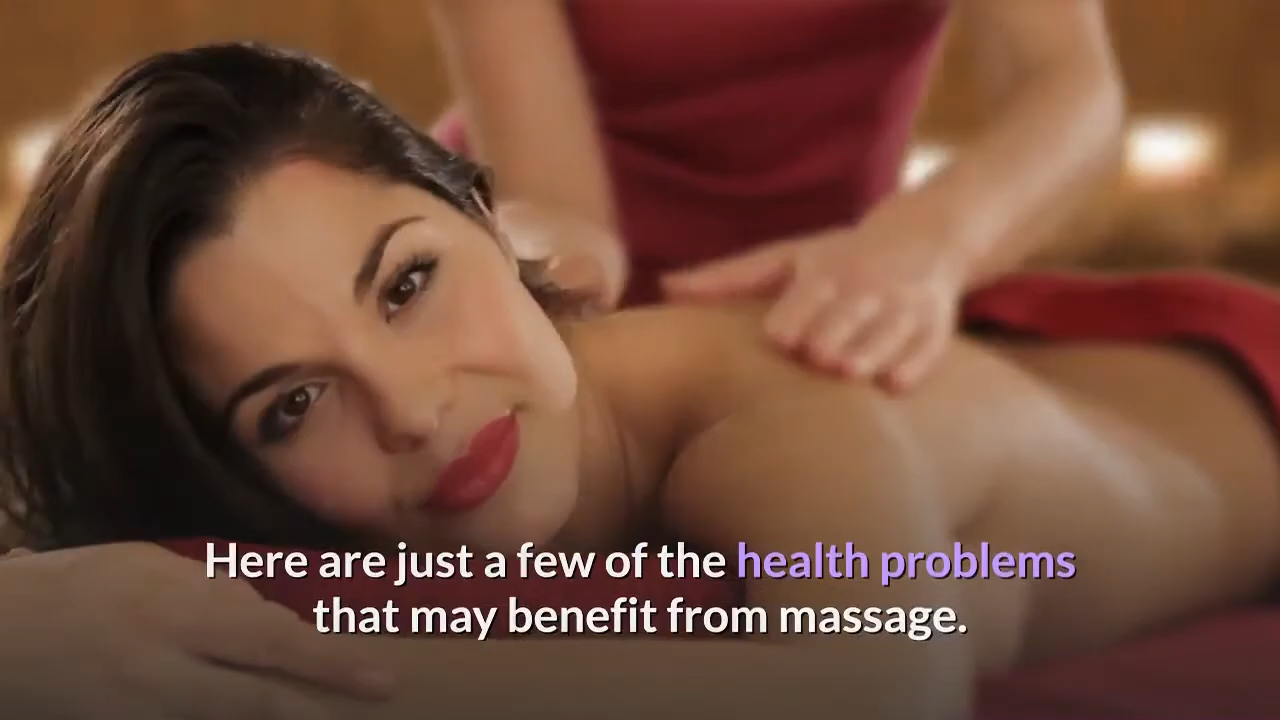 Here are just a few of the health problems
that may benefit from massage.